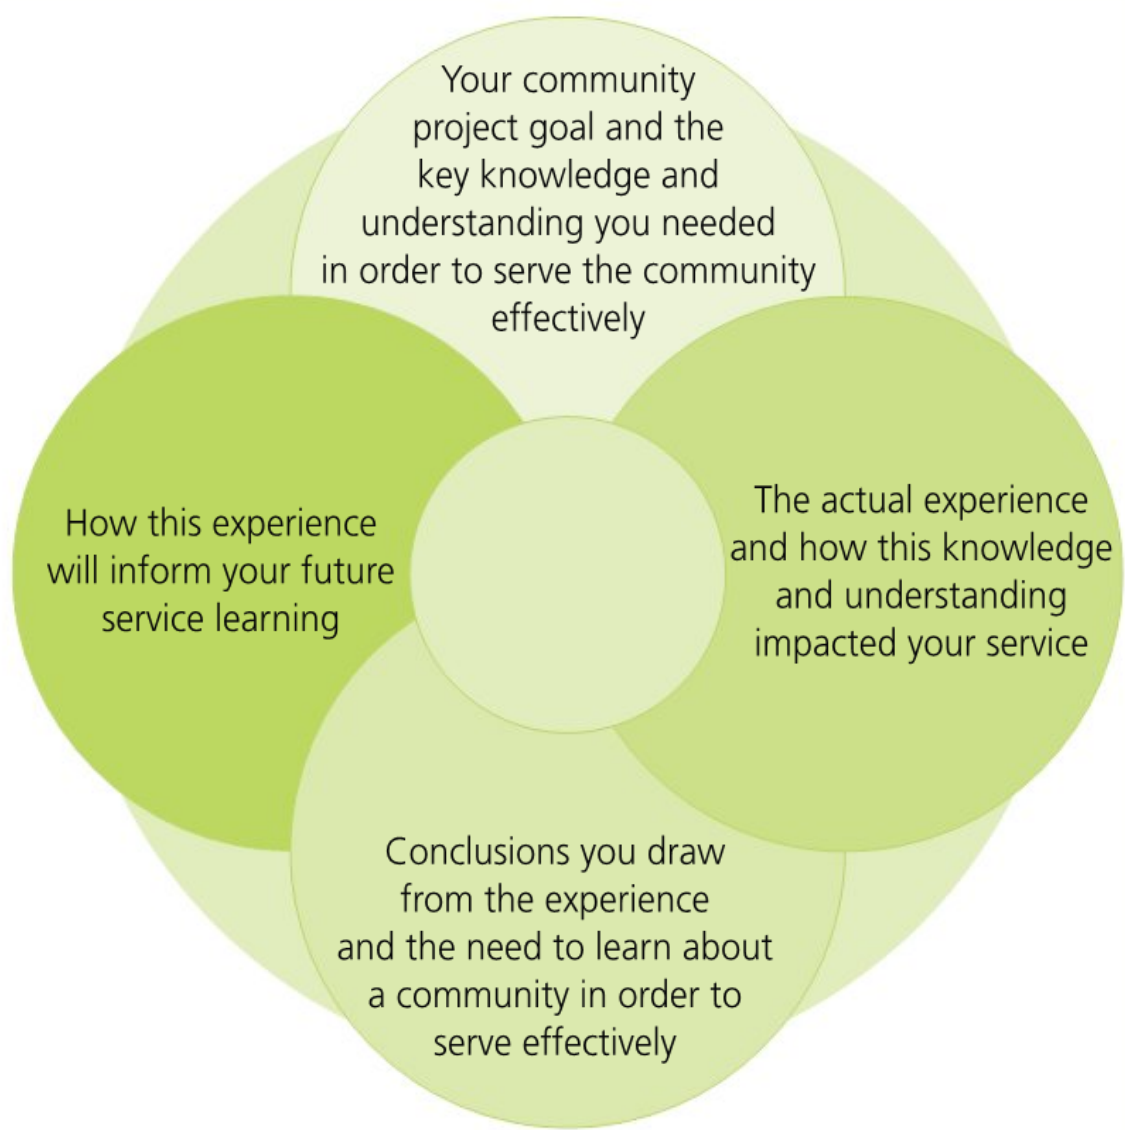 Your community
project goal and the
key knowledge and
understanding you needed
in order to serve the community
effectively
The actual experience
and how this knowledge
and understanding
impacted your service
Conclusions you draw
from the experience
and the need to learn about
a community in order to
serve effectively
How this experience
will inform your future
service learning